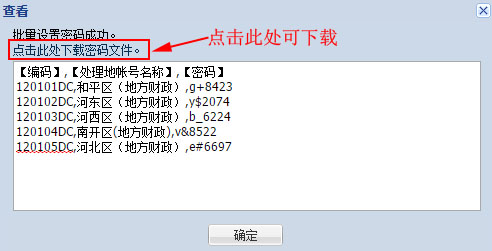 查看
批量设置密码成功。
点击此处下载密码文件。
点击此处可下载
【编码】,【处理地帐号名称】,【密码】
120101DC,和平区（地方财政）,g+8423
120102DC,河东区（地方财政）,y$2074
120103DC,河西区（地方财政）,b_6224
120104DC,南开区(地方财政),v&8522
120105DC,河北区（地方财政）,e#6697
确定